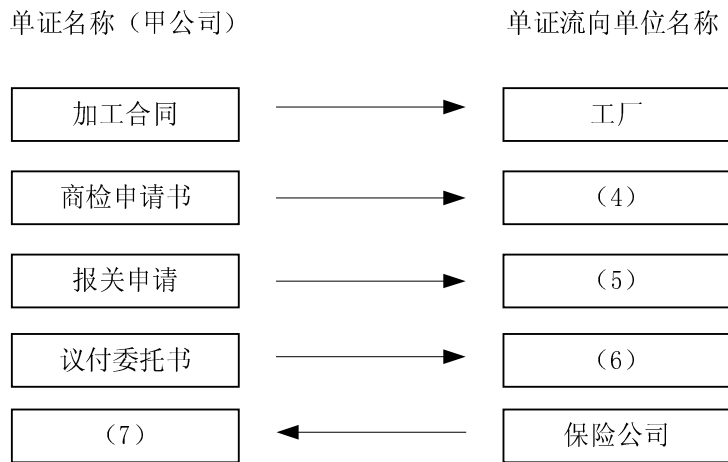 单证名称（甲公司） 单证流向单位名称
加工合同 工厂
商检申请书 （4）
报关申请 （5）
议付委托书 （6）
（7） 保险公司